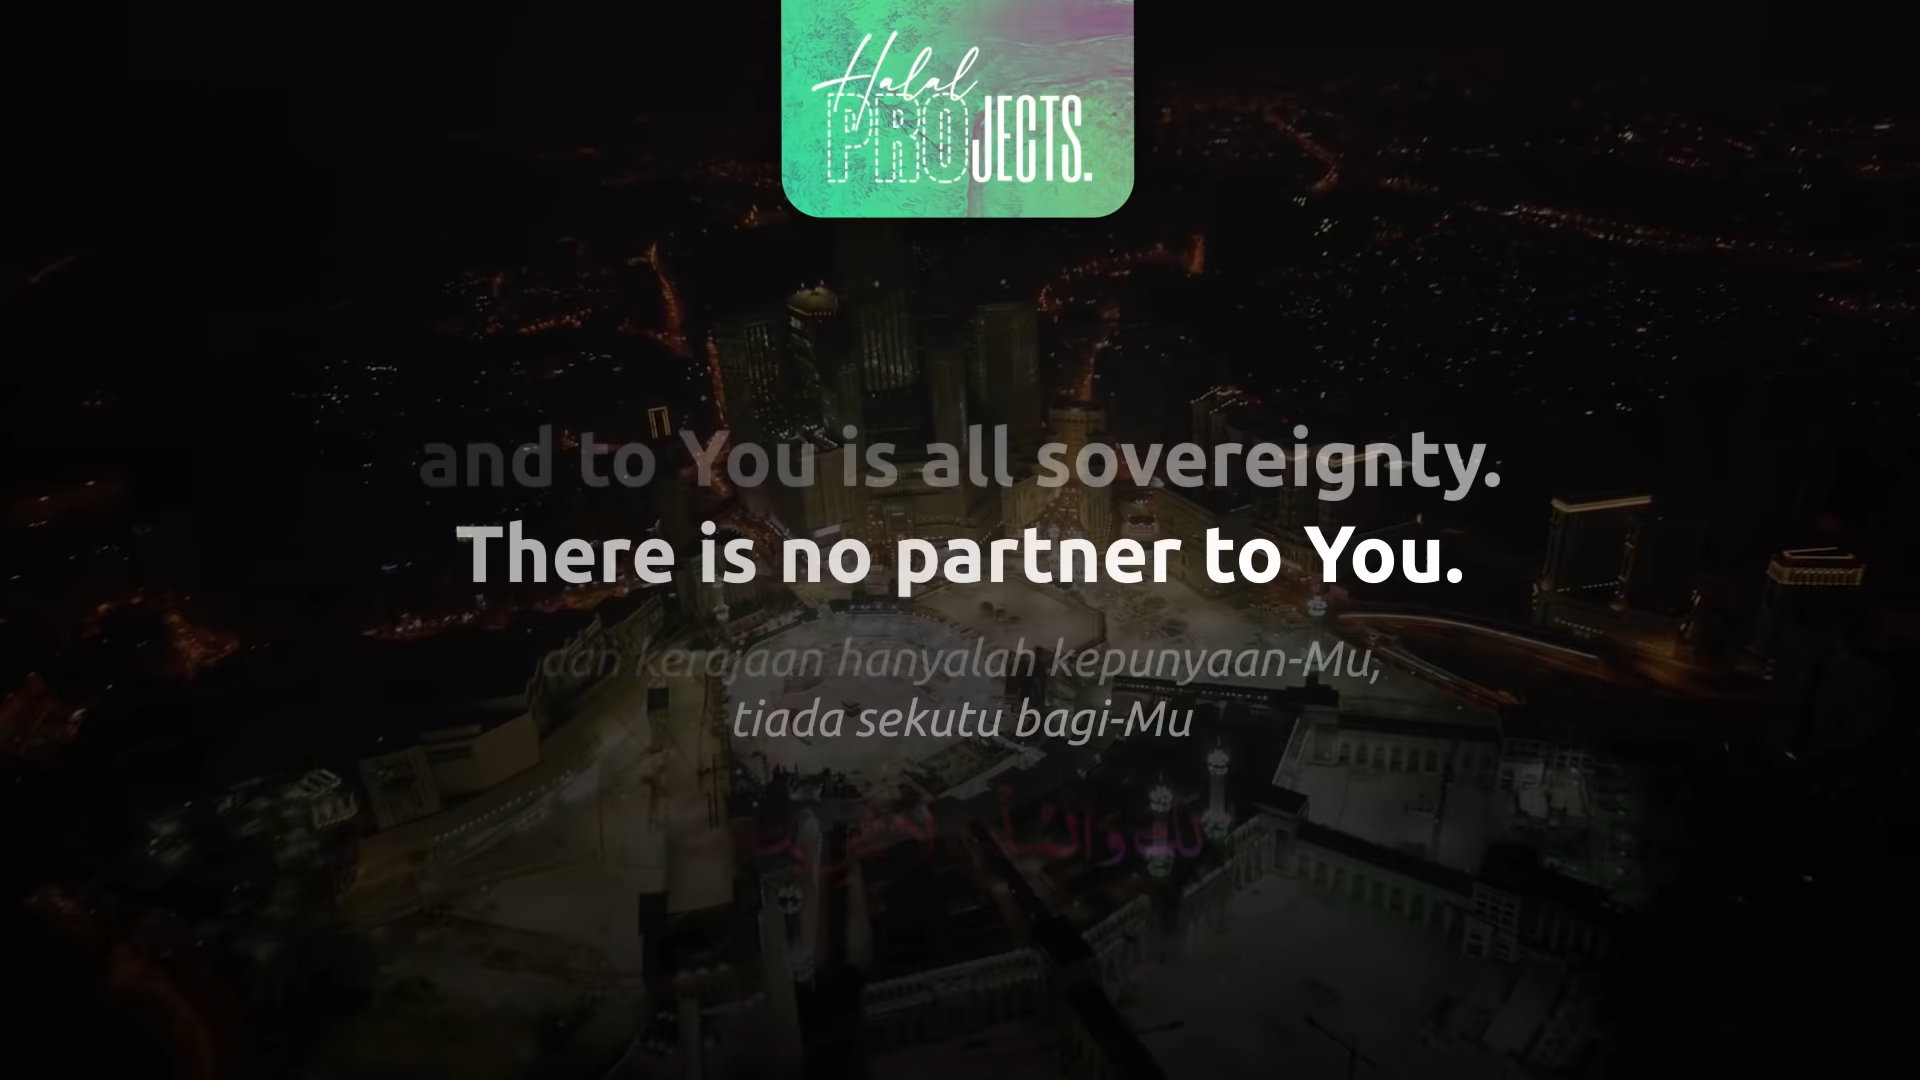 Halal
PROJECTS.
and to You is all sovereignty.
There is no partner to You.
dan kerajaan hanyalah kepunyaan-Mu,
tiada sekutu bagi-Mu
لَكَ وَالْمُلْكَ